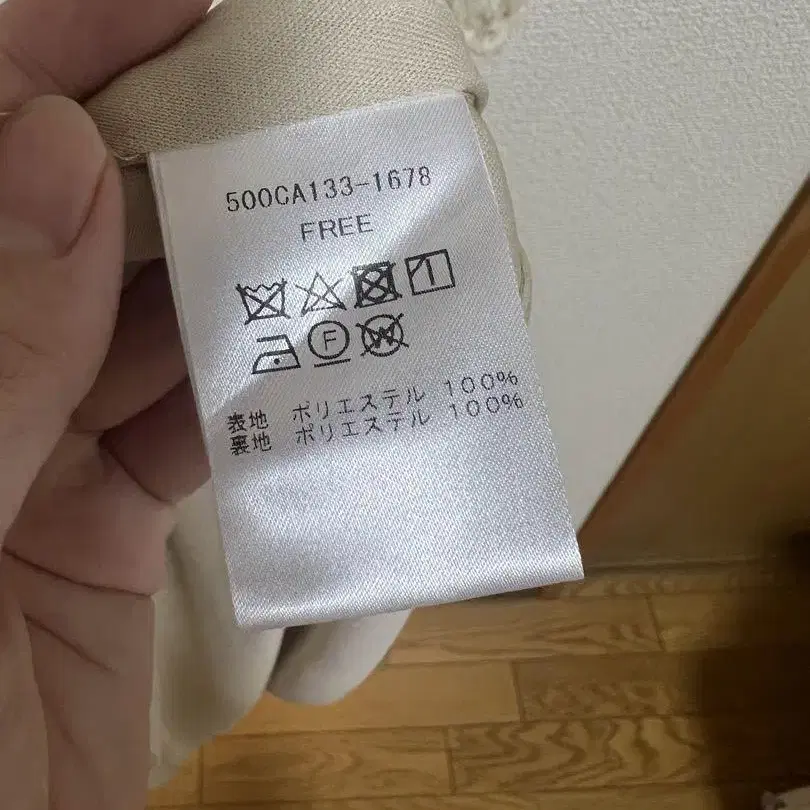 500CA133-1678
FREE
F
W
表地 ポリエステル 100%
裏地 ポリエステル 100%